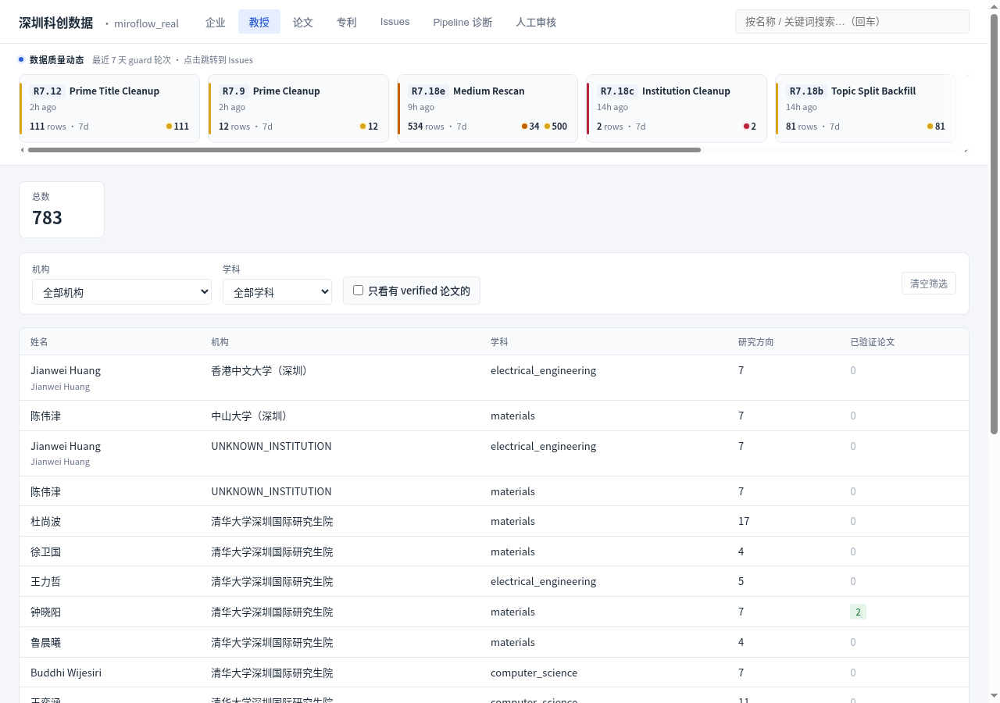 深圳科创数据 · miroflow_real 企业 教授 论文 专利 Issues Pipeline 诊断 人工审核 按名称 / 关键词搜索…（回车）
数据质量动态 最近 7 天 guard 轮次 · 点击跳转到 Issues
R7.12 Prime Title Cleanup
2h ago
111 rows · 7d 111
R7.9 Prime Cleanup
2h ago
12 rows · 7d 12
R7.18e Medium Rescan
9h ago
534 rows · 7d 34 500
R7.18c Institution Cleanup
14h ago
2 rows · 7d 2
R7.18b Topic Split Backfill
14h ago
81 rows · 7d 81
总数
783
机构 学科
全部机构 全部学科 只看有 verified 论文的 清空筛选
姓名 机构 学科 研究方向 已验证论文
Jianwei Huang 香港中文大学（深圳） electrical_engineering 7 0
Jianwei Huang
陈伟津 中山大学（深圳） materials 7 0
Jianwei Huang UNKNOWN_INSTITUTION electrical_engineering 7 0
Jianwei Huang
陈伟津 UNKNOWN_INSTITUTION materials 7 0
杜尚波 清华大学深圳国际研究生院 materials 17 0
徐卫国 清华大学深圳国际研究生院 materials 4 0
王力哲 清华大学深圳国际研究生院 electrical_engineering 5 0
钟晓阳 清华大学深圳国际研究生院 materials 7 2
鲁晨曦 清华大学深圳国际研究生院 materials 4 0
Buddhi Wijesiri 清华大学深圳国际研究生院 computer_science 7 0
清华大学深圳国际研究生院 computer_science 11 0